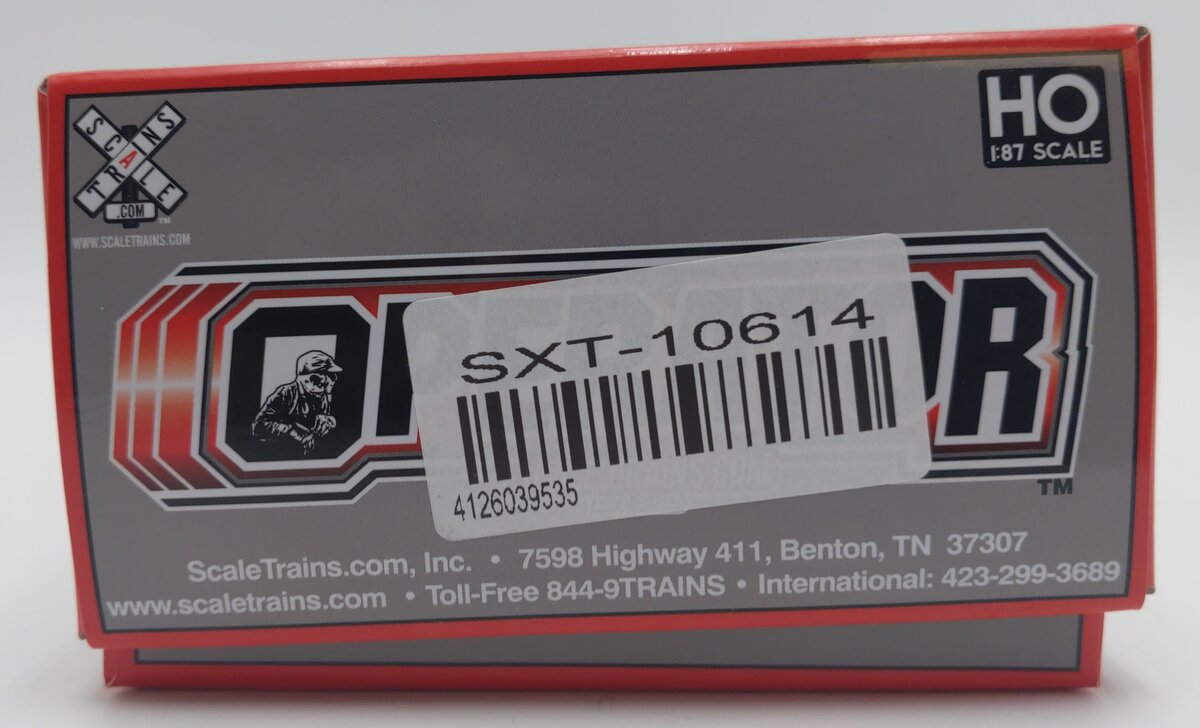 SCALE TRAINS
.COM
TM
WWW.SCALETRAINS.COM
HO
1:87 SCALE
OPERATOR
TM
SXT-10614
4126039535
ScaleTrains.com, Inc. • 7598 Highway 411, Benton, TN 37307
www.scaletrains.com • Toll-Free 844-9TRAINS • International: 423-299-3689